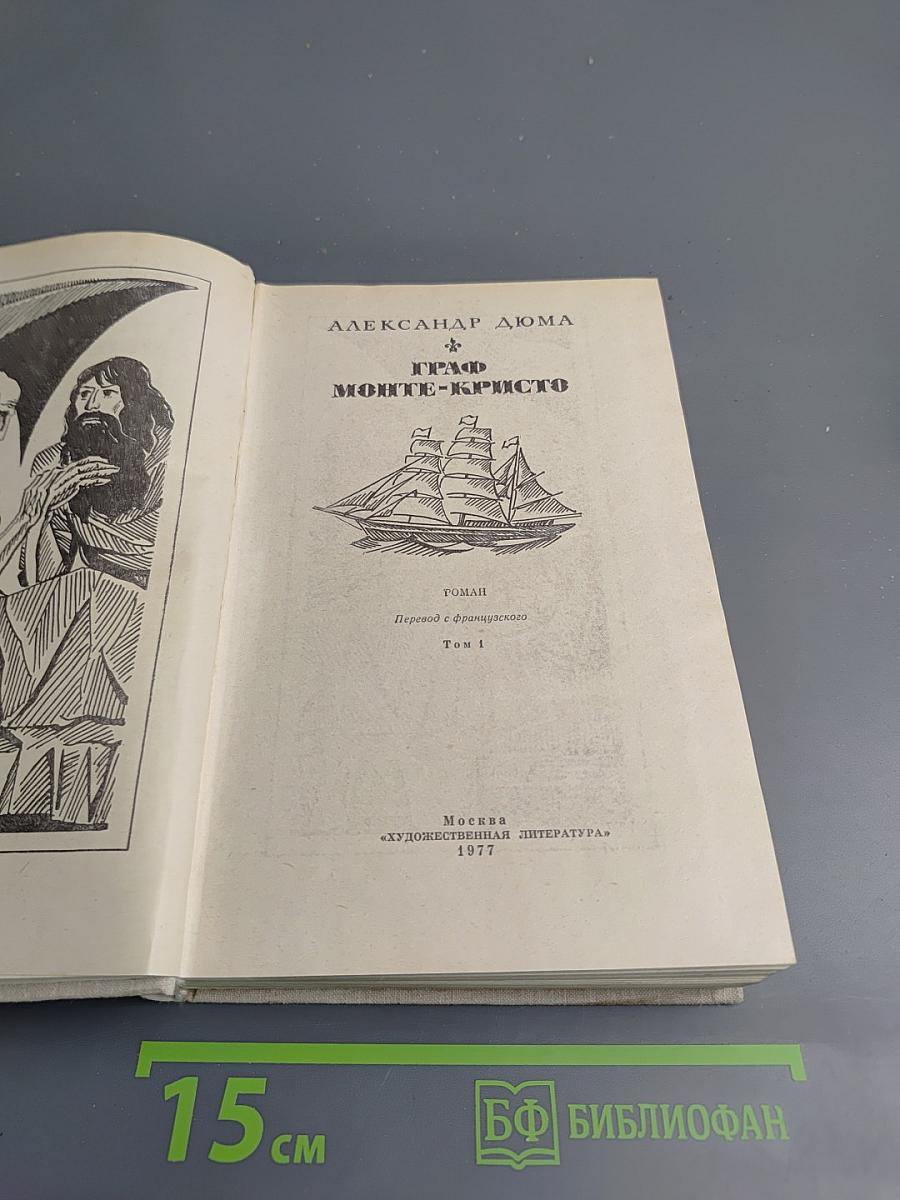 АЛЕКСАНДР ДЮМА
ГРАФ
МОНТЕ-КРИСТО
РОМАН
Перевод с французского
Том 1
Москва
«ХУДОЖЕСТВЕННАЯ ЛИТЕРАТУРА»
1977
15 см
БФ БИБЛИОФАН